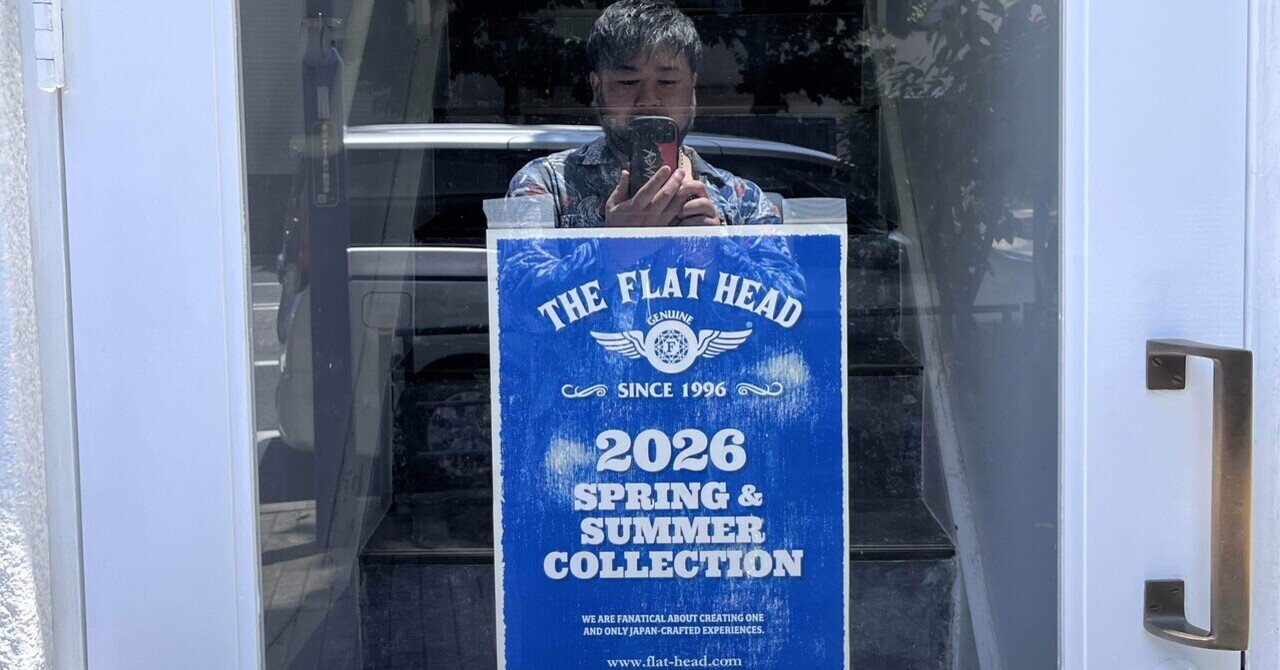 THE FLAT HEAD
GENUINE
F
®
SINCE 1996
2026
SPRING &
SUMMER
COLLECTION
WE ARE FANATICAL ABOUT CREATING ONE
AND ONLY JAPAN-CRAFTED EXPERIENCES.
www.flat-head.com